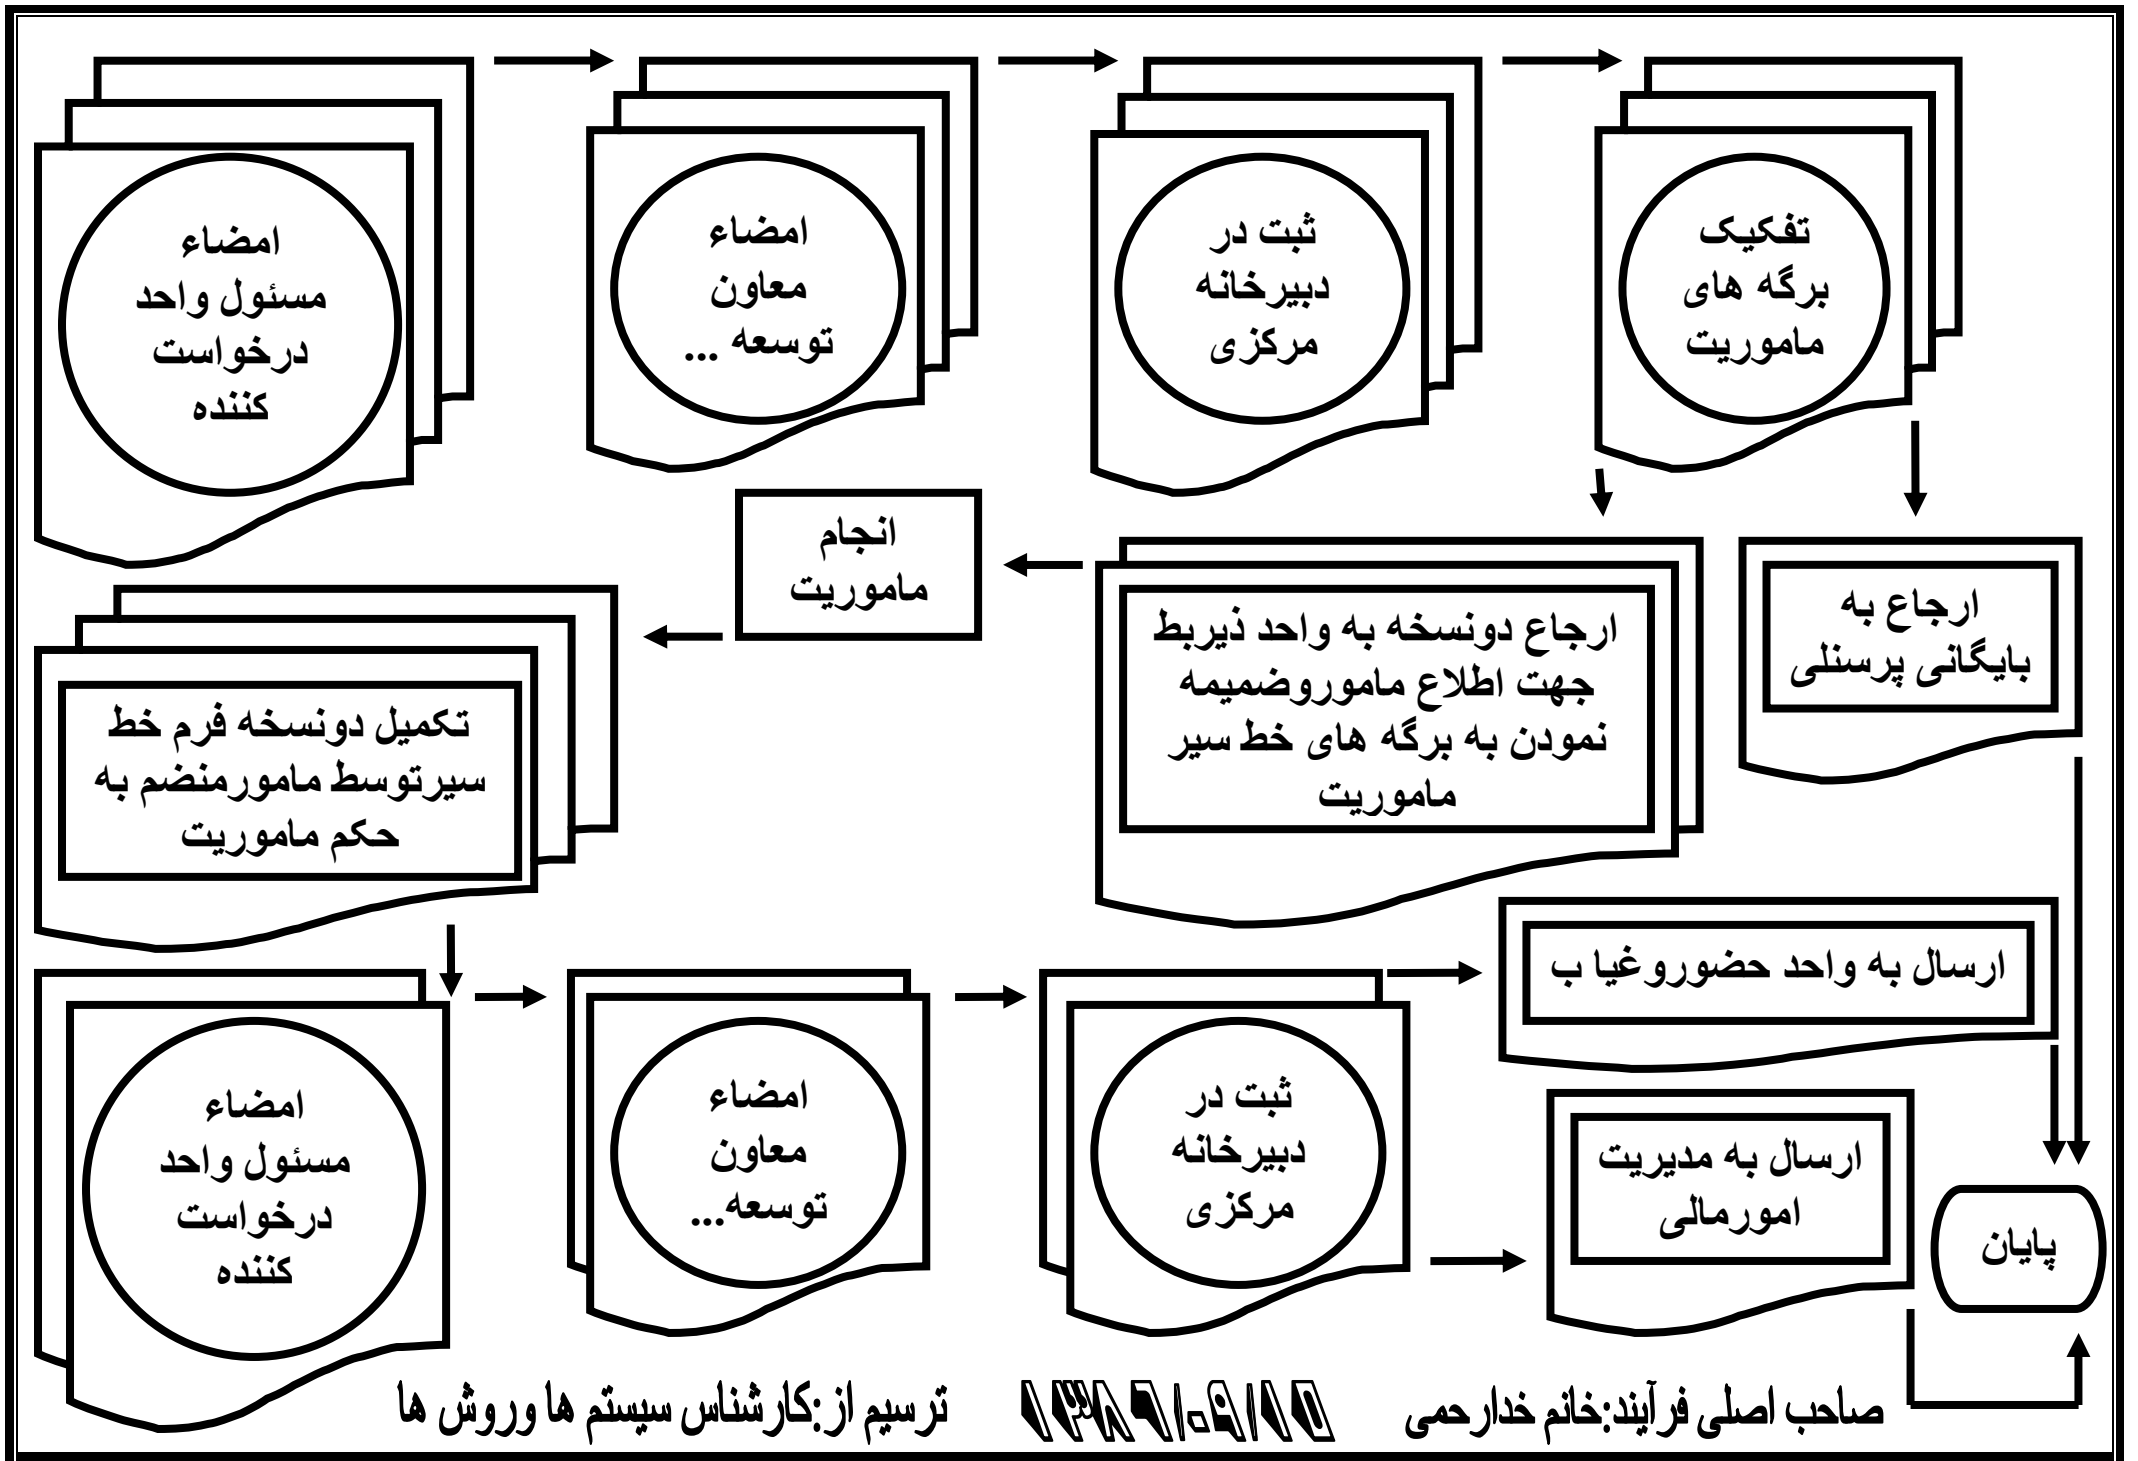 امضاء
مسئول واحد
درخواست
کننده
امضاء
معاون
توسعه ...
ثبت در
دبیرخانه
مرکزی
تفکیک
برگه های
ماموریت
ارجاع به
بایگانی پرسنلی
ارجاع دونسخه به واحد ذیربط
جهت اطلاع ماموروضمیمه
نمودن به برگه های خط سیر
ماموریت
انجام
ماموریت
تکمیل دونسخه فرم خط
سیرتوسط مامورمنضم به
حکم ماموریت
امضاء
مسئول واحد
درخواست
کننده
امضاء
معاون
توسعه...
ثبت در
دبیرخانه
مرکزی
ارسال به واحد حضوروغیا ب
ارسال به مدیریت
امورمالی
پایان
صاحب اصلی فرآیند:خانم خدارحمی
ترسیم از:کارشناس سیستم ها وروش ها